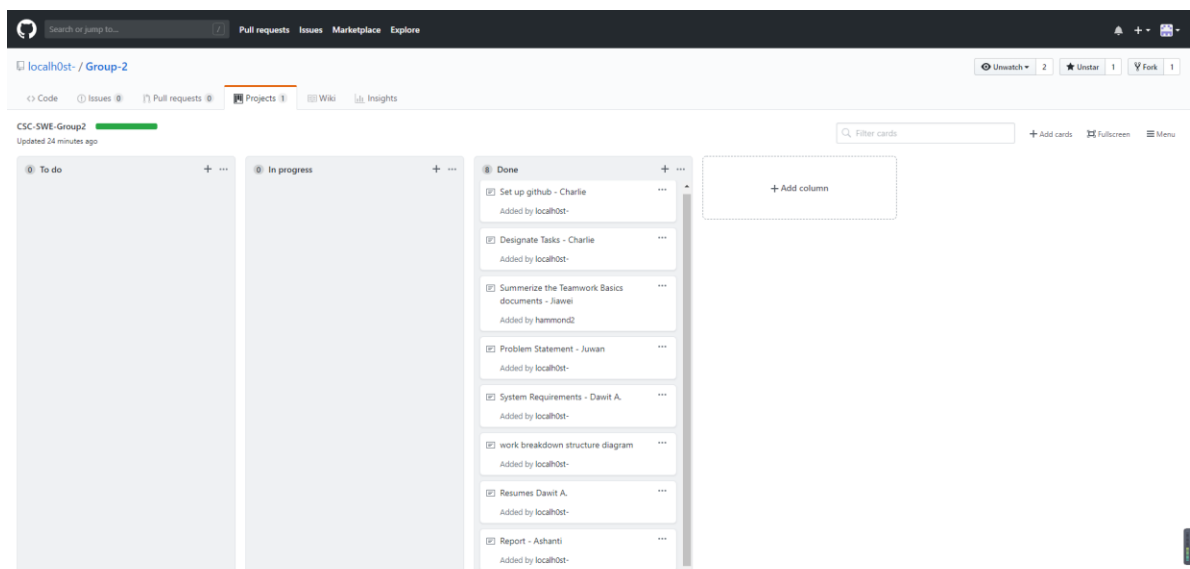 Search or jump to... /
Pull requests Issues Marketplace Explore
localh0st- / Group-2
Unwatch 2 Unstar 1 Fork 1
Code Issues 0 Pull requests 0 Projects 1 Wiki Insights
CSC-SWE-Group2
Updated 24 minutes ago
Filter cards
+ Add cards Fullscreen Menu
0 To do + ...
0 In progress + ...
8 Done + ...
Set up github - Charlie ...
Added by localh0st-
Designate Tasks - Charlie ...
Added by localh0st-
Summerize the Teamwork Basics ...
documents - Jiawei
Added by hammond2
Problem Statement - Juwan ...
Added by localh0st-
System Requirements - Dawit A. ...
Added by localh0st-
work breakdown structure diagram ...
Added by localh0st-
Resumes Dawit A. ...
Added by localh0st-
Report - Ashanti ...
Added by localh0st-
+ Add column